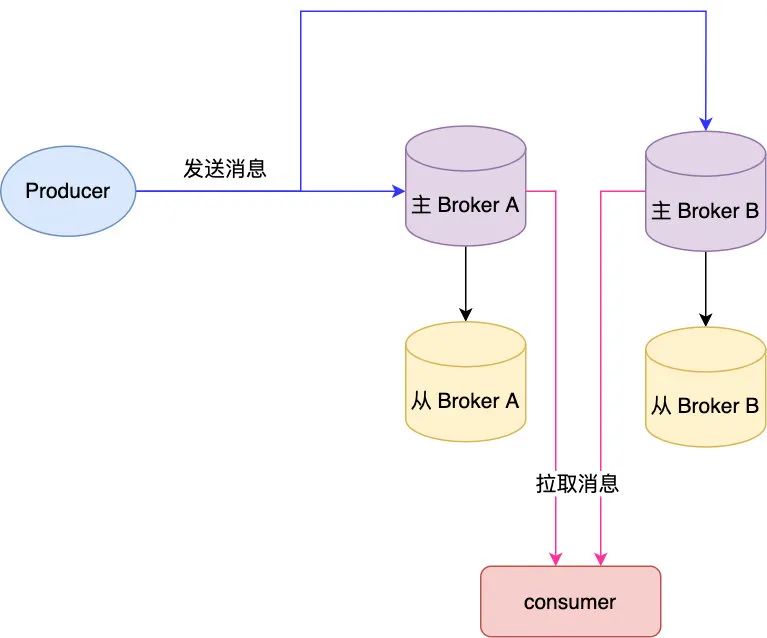 发送消息
Producer
主 Broker A
主 Broker B
从 Broker A
从 Broker B
拉取消息
consumer